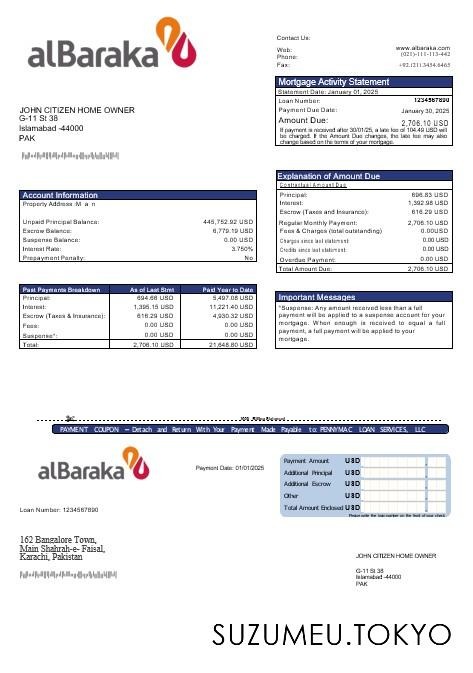 alBaraka
Contact Us:
Web: www.albaraka.com
Phone: (021)-111-113-442
Fax: +92.(21).3454.6465
Mortgage Activity Statement
Statement Date: January 01, 2025
Loan Number: 1234567890
Payment Due Date: January 30, 2025
Amount Due: 2,706.10 USD
If payment is received after 30/01/25, a late fee of 104.49 USD will
be charged. If the Amount Due Changes, the late fee may also
change based on the terms of your mortgage.
JOHN CITIZEN HOME OWNER
G-11 St 38
Islamabad -44000
PAK
Explanation of Amount Due
Contractual Amount Due
Principal: 696.83 USD
Interest: 1,392.98 USD
Escrow (Taxes and Insurance): 616.29 USD
Regular Monthly Payment: 2,706.10 USD
Fees & Charges (total outstanding) 0.00USD
Charges since last statement: 0.00 USD
Credits since last statement: 0.00 USD
Overdue Payment: 0.00 USD
Total Amount Due: 2,706.10 USD
Account Information
Property Address M a n
Unpaid Principal Balance: 445,752.92 USD
Escrow Balance: 6,779.19 USD
Suspense Balance: 0.00 USD
Interest Rate: 3.750%
Prepayment Penalty: No
Past Payments Breakdown As of Last Stmt Paid Year to Date
Principal: 694.66 USD 5,497.08 USD
Interest: 1,395.15 USD 11,221.40 USD
Escrow (Taxes & Insurance): 616.29 USD 4,930.32 USD
Fees: 0.00 USD 0.00 USD
Suspense*: 0.00 USD 0.00 USD
Total: 2,706.10 USD 21,648.80 USD
Important Messages
*Suspense: Any amount received less than a full
payment will be applied to a suspense account for your
mortgage. When enough is received to equal a full
payment, a full payment will be applied to your
mortgage.
PAYMENT COUPON – Detach and Return With Your Payment Made Payable to: PENNYMAC LOAN SERVICES, LLC
alBaraka
Payment Date: 01/01/2025
Payment Amount USD
Additional Principal USD
Additional Escrow USD
Other USD
Total Amount Enclosed USD
Please write the loan number on the front of your check.
Loan Number: 1234567890
162 Bangalore Town,
Main Shahrah-e- Faisal,
Karachi, Pakistan
JOHN CITIZEN HOME OWNER
G-11 St 38
Islamabad -44000
PAK
SUZUMEU.TOKYO